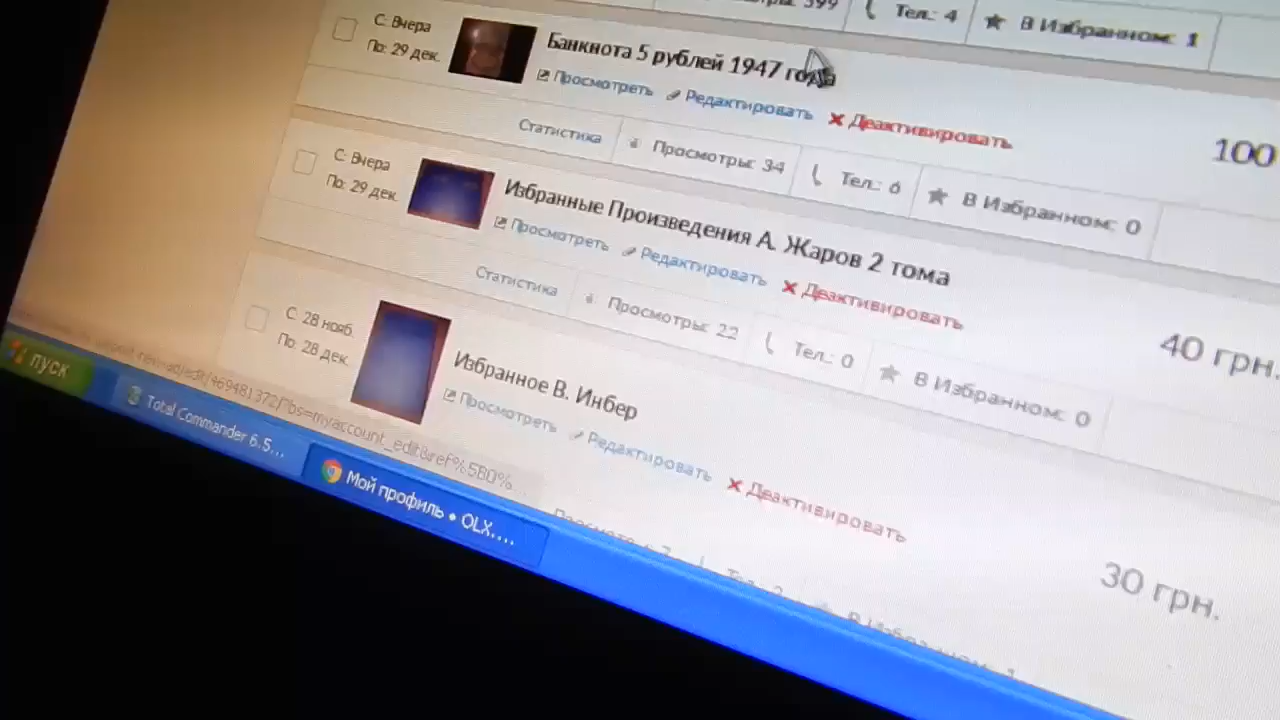 Тел.: 4
В Избранном: 1
С: Вчера
По: 29 дек.
Банкнота 5 рублей 1947 года
Просмотреть
Редактировать
Деактивировать
100
Статистика
Просмотры: 34
Тел.: 6
В Избранном: 0
С: Вчера
По: 29 дек.
Избранные Произведения А. Жаров 2 тома
Просмотреть
Редактировать
Деактивировать
40 грн.
Статистика
Просмотры: 22
Тел.: 0
В Избранном: 0
С: 28 нояб.
По: 28 дек.
Избранное В. Инбер
Просмотреть
Редактировать
Деактивировать
30 грн.
пуск
Total Commander 6.5...
Мой профиль • OLX....